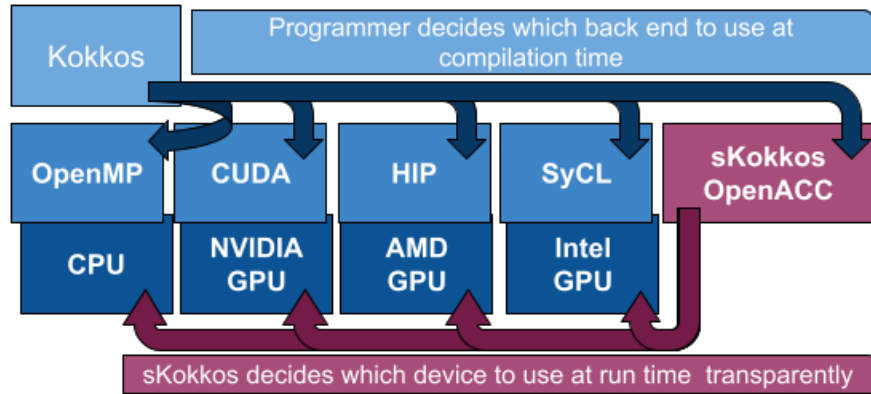 Kokkos
Programmer decides which back end to use at
compilation time
OpenMP
CUDA
HIP
SyCL
sKokkos
OpenACC
CPU
NVIDIA
GPU
AMD
GPU
Intel
GPU
sKokkos decides which device to use at run time transparently